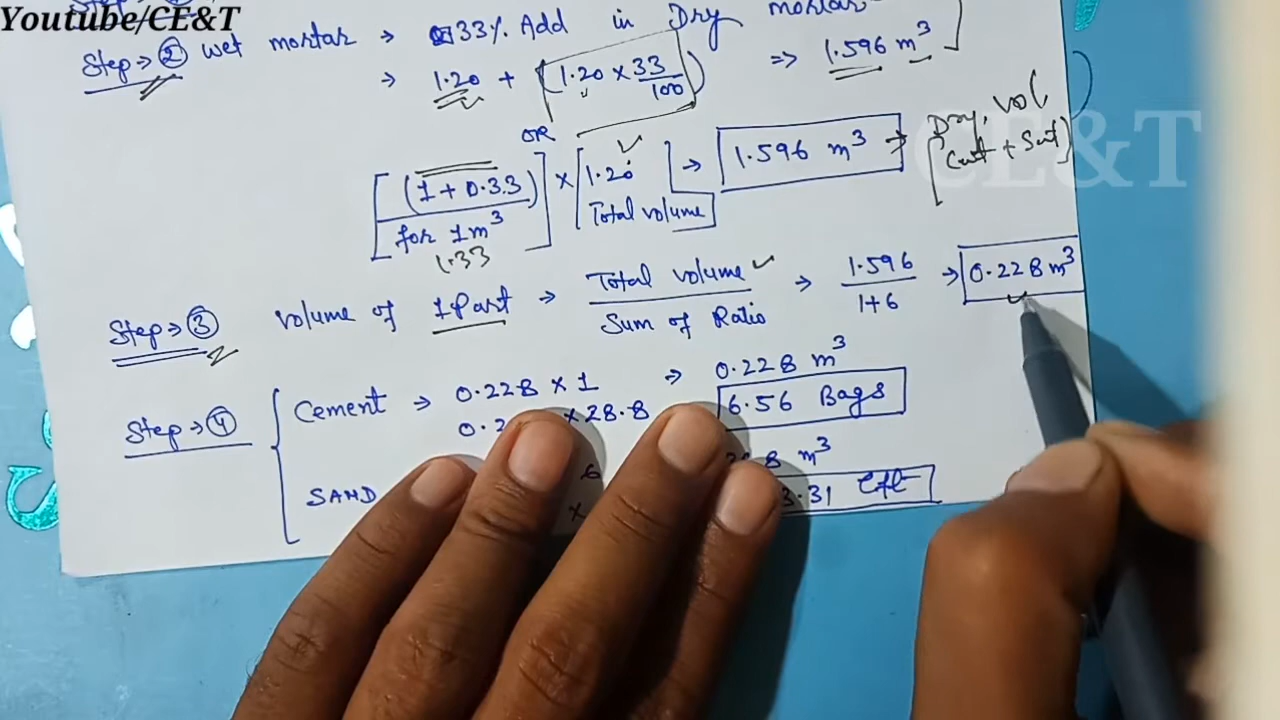 Youtube/CE&T
Step → ② Wet mortar → 33% Add in Dry mortar
→ 1.20 + (1.20 × 33/100) ⇒ 1.596 m³
OR
[(1 + 0.33)/for 1m³] × [1.20 Total volume] → 1.596 m³ → Dry, vol
1.33
CE&T
Step → ③ Volume of 1 Part → Total volume/Sum of Ratio → 1.596/1+6 → 0.228 m³
Step → ④ Cement → 0.228 × 1 ⇒ 0.228 m³
× 28.8 6.56 Bags
SAND 6 8 m³
× 3.31 Cft